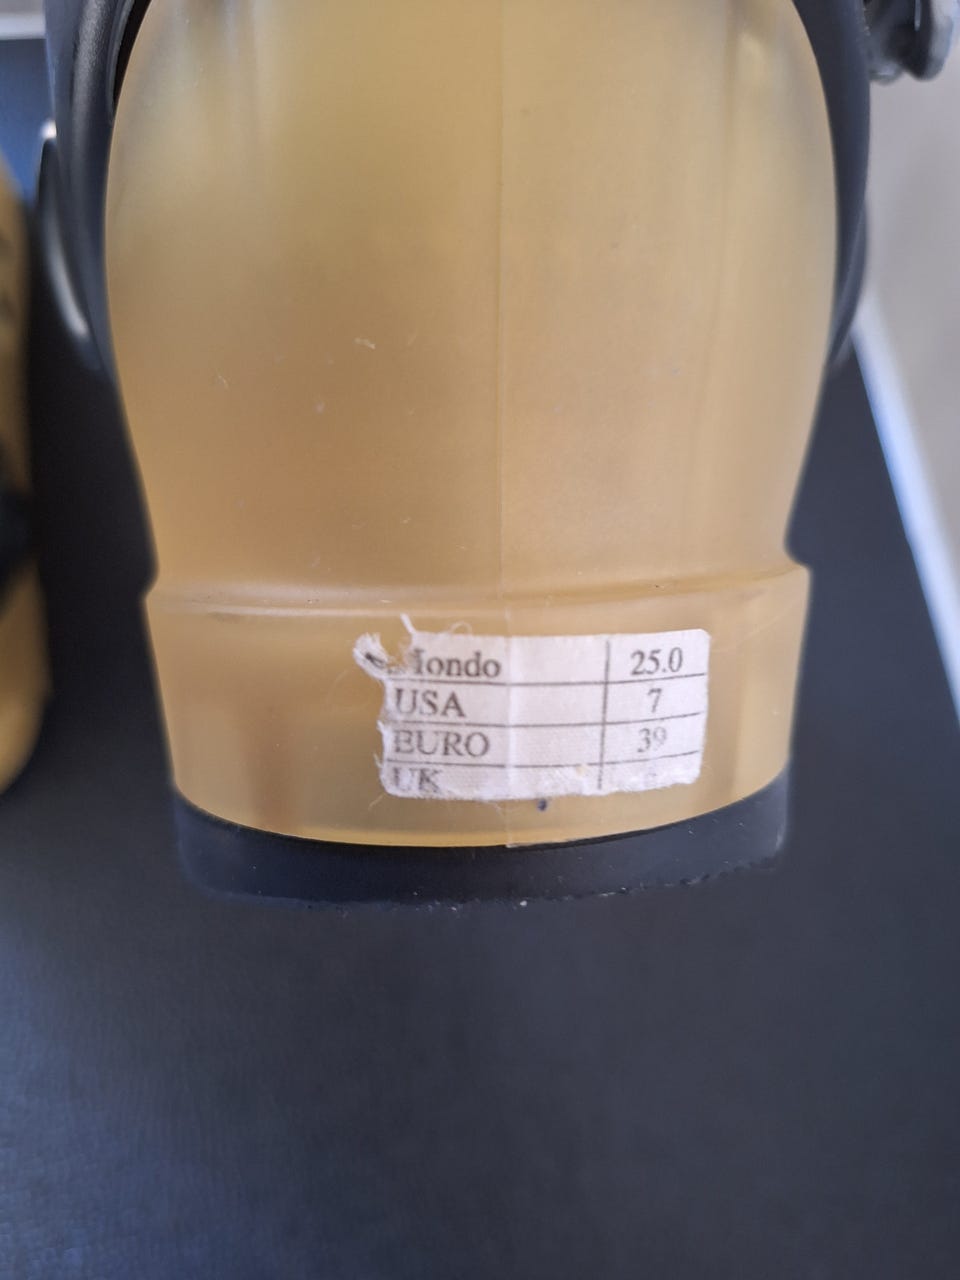 Mondo 25.0
USA 7
EURO 39
UK